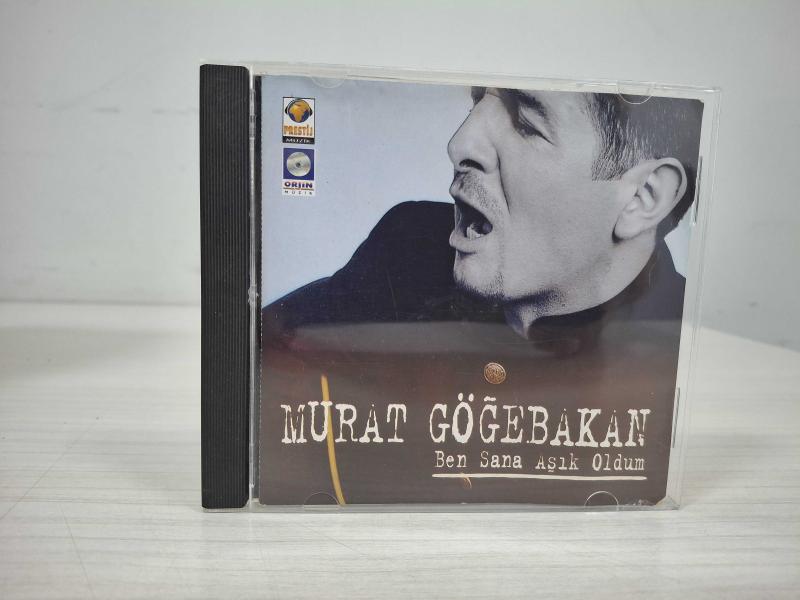 PRESTİJ
MÜZİK
ORJİN
MÜZİK
MURAT GÖĞEBAKAN
Ben Sana Aşık Oldum